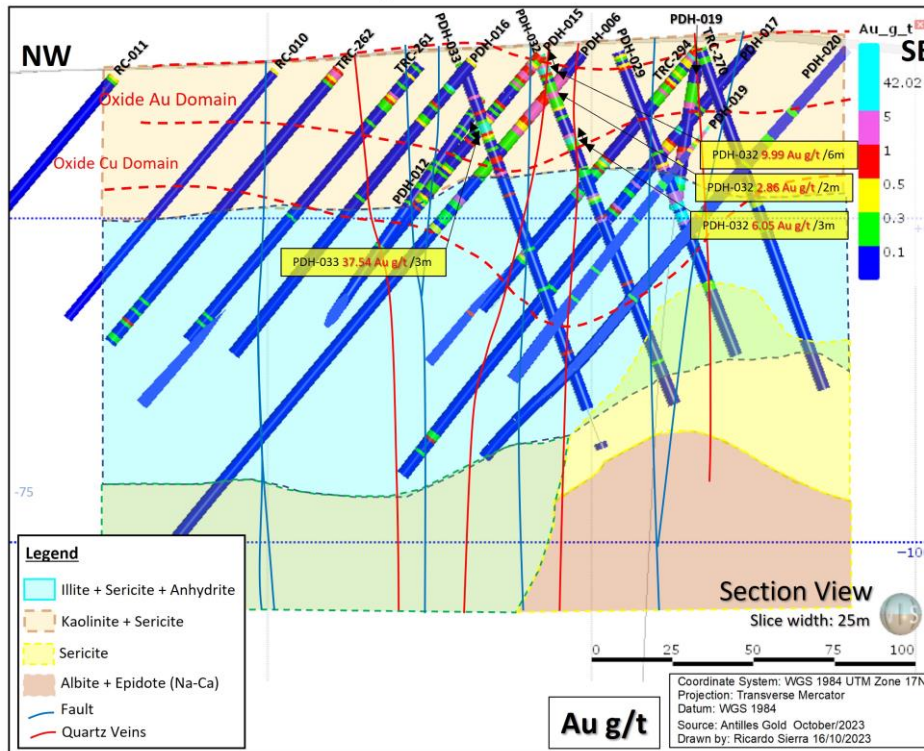 NW
SE
RC-011
RC-010
TRC-262
TRC-261
PDH-033
PDH-016
PDH-032
PDH-015
PDH-006
PDH-029
TRC-294
PDH-019
TRC-270
PDH-017
PDH-020
PDH-019
PDH-012
Au_g_t
42.02
5
1
0.5
0.3
0.1
Oxide Au Domain
Oxide Cu Domain
PDH-032 9.99 Au g/t /6m
PDH-032 2.86 Au g/t /2m
PDH-032 6.05 Au g/t /3m
PDH-033 37.54 Au g/t /3m
-75
-10
Legend
Illite + Sericite + Anhydrite
Kaolinite + Sericite
Sericite
Albite + Epidote (Na-Ca)
Fault
Quartz Veins
Section View
Slice width: 25m
0 25 50 75 100
Au g/t
Coordinate System: WGS 1984 UTM Zone 17N
Projection: Transverse Mercator
Datum: WGS 1984
Source: Antilles Gold October/2023
Drawn by: Ricardo Sierra 16/10/2023